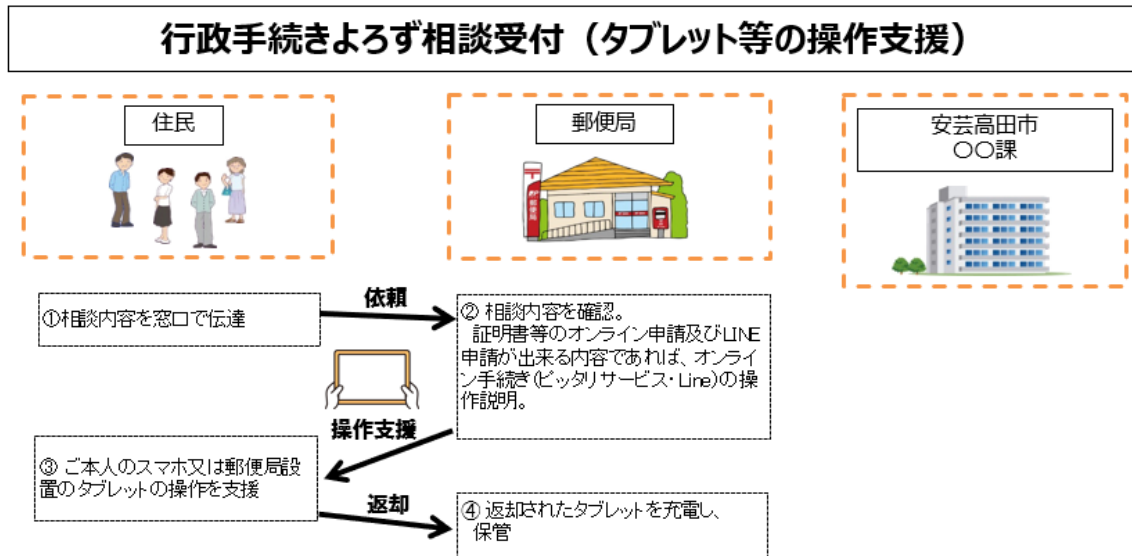 行政手続きよろず相談受付（タブレット等の操作支援）
住民
郵便局
安芸高田市
〇〇課
〒
郵便局
①相談内容を窓口で伝達
依頼
② 相談内容を確認。
証明書等のオンライン申請及びLINE
申請が出来る内容であれば、オンライ
ン手続き(ピッタリサービス・Line)の操
作説明。
操作支援
③ ご本人のスマホ又は郵便局設
置のタブレットの操作を支援
返却
④ 返却されたタブレットを充電し、
保管